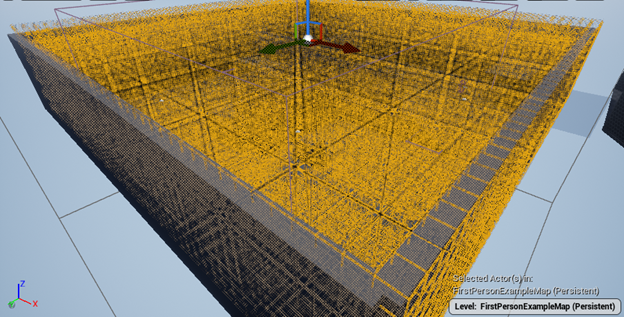 Selected Actor(s) in:
FirstPersonExampleMap (Persistent)
Level: FirstPersonExampleMap (Persistent)
Z
X